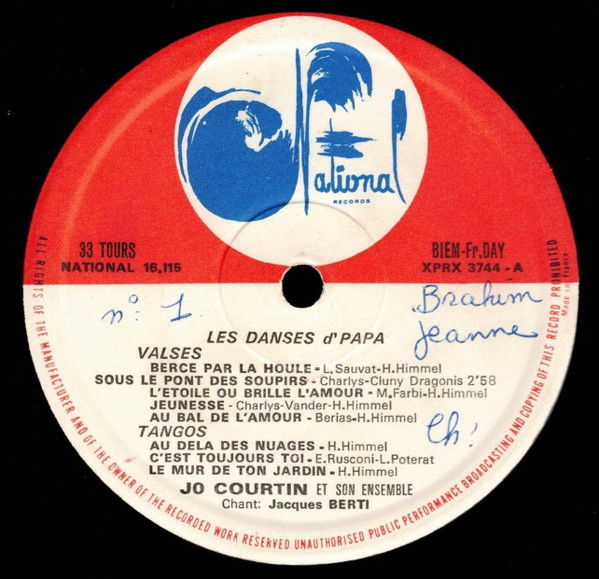 National
RECORDS
33 TOURS
NATIONAL 16,115
BIEM-Fr.DAY
XPRX 3744-A
n° 1
Brahim
Jeanne
LES DANSES d'PAPA
VALSES
BERCE PAR LA HOULE - L.Sauvat-H.Himmel
SOUS LE PONT DES SOUPIRS - Charlys-Cluny Dragonis 2'58
L'ETOILE OU BRILLE L'AMOUR - M.Farbi-H.Himmel
JEUNESSE - Charlys-Vander-H.Himmel
AU BAL DE L'AMOUR - Berias-H.Himmel
TANGOS
AU DELA DES NUAGES - H.Himmel
C'EST TOUJOURS TOI - E.Rusconi-L.Poterat
LE MUR DE TON JARDIN - H.Himmel
JO COURTIN ET SON ENSEMBLE
Chant: Jacques BERTI
ALL RIGHTS OF THE MANUFACTURER AND OF THE OWNER OF THE RECORDED WORK RESERVED UNAUTHORISED PUBLIC PERFORMANCE BROADCASTING AND COPYING OF THIS RECORD PROHIBITED
Made in France